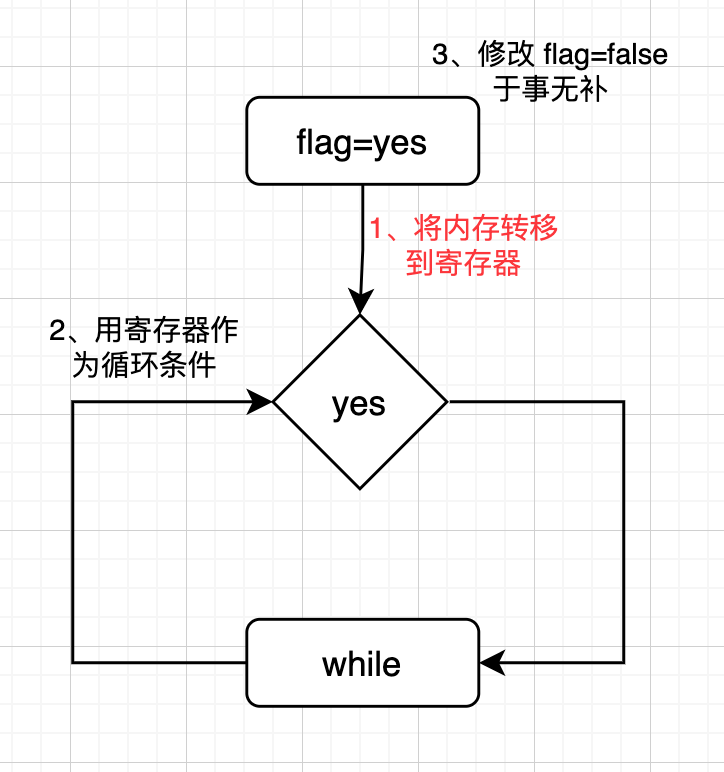 3、修改 flag=false
于事无补
flag=yes
1、将内存转移
到寄存器
2、用寄存器作
为循环条件
yes
while